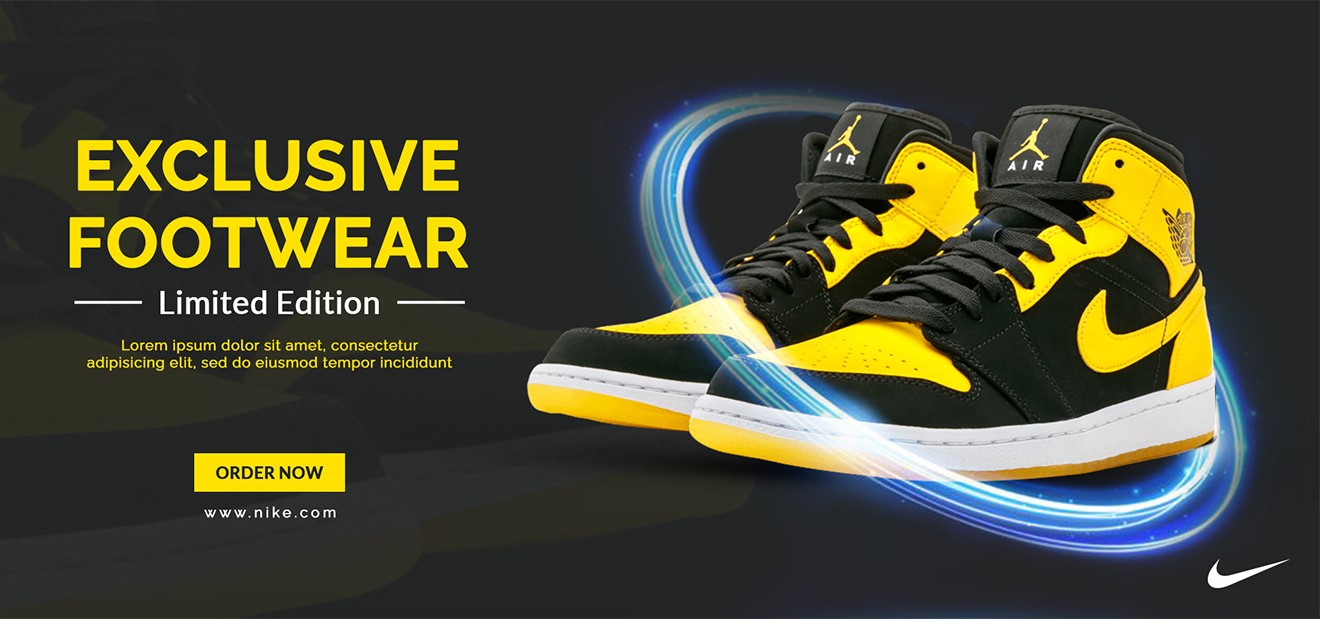 EXCLUSIVE
FOOTWEAR
Limited Edition
Lorem ipsum dolor sit amet, consectetur
adipisicing elit, sed do eiusmod tempor incididunt
ORDER NOW
www.nike.com
AIR
AIR